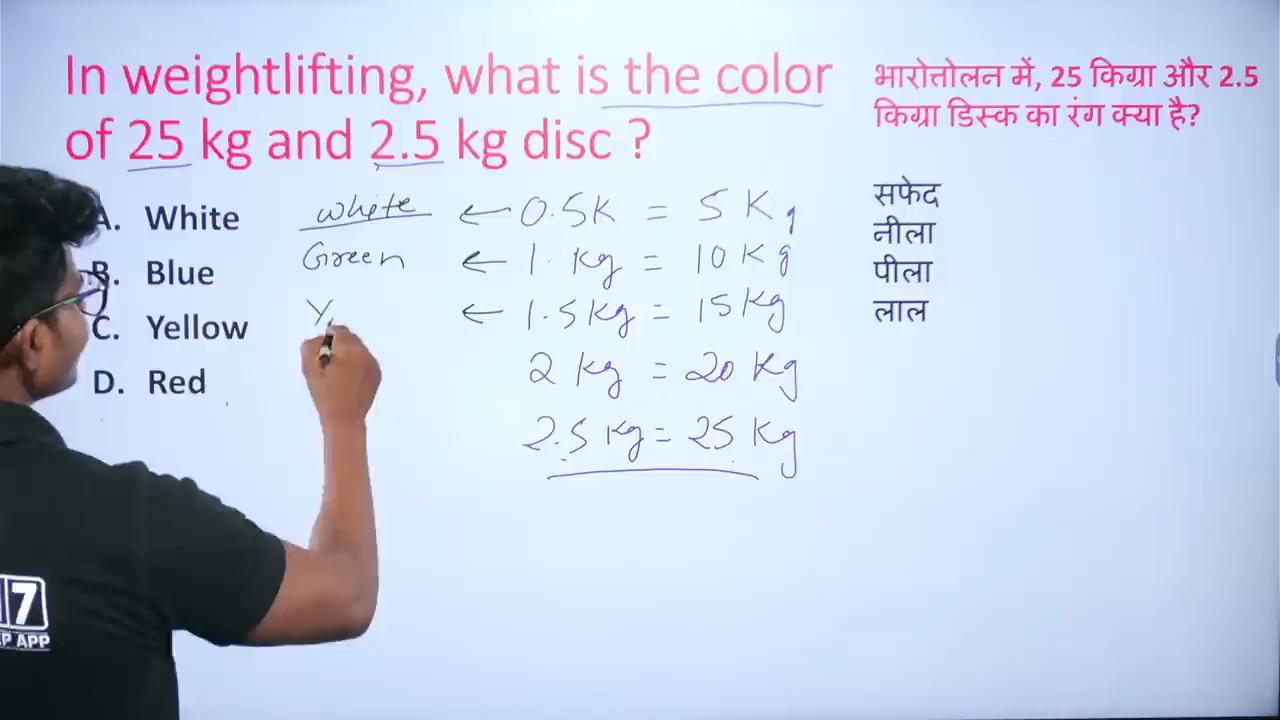 In weightlifting, what is the color
of 25 kg and 2.5 kg disc ?
भारोत्तोलन में, 25 किग्रा और 2.5
किग्रा डिस्क का रंग क्या है?
A. White
B. Blue
C. Yellow
D. Red
white ← 0.5K = 5 Kg
Green ← 1. Kg = 10 Kg
Y ← 1.5 Kg = 15 Kg
2 Kg = 20 Kg
2.5 Kg = 25 Kg
सफेद
नीला
पीला
लाल
7
P APP